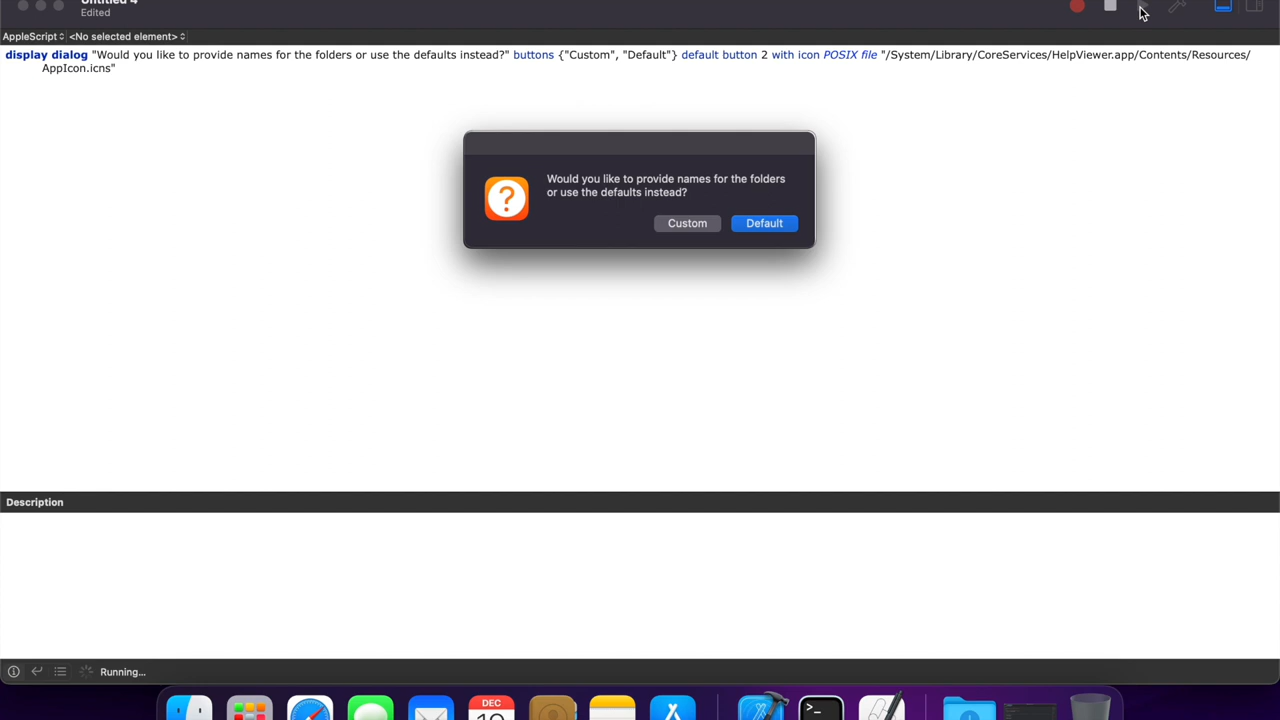 Untitled 4
Edited
AppleScript <No selected element>
display dialog "Would you like to provide names for the folders or use the defaults instead?" buttons {"Custom", "Default"} default button 2 with icon POSIX file "/System/Library/CoreServices/HelpViewer.app/Contents/Resources/
AppIcon.icns"
Would you like to provide names for the folders
or use the defaults instead?
Custom Default
Description
Running...
DEC